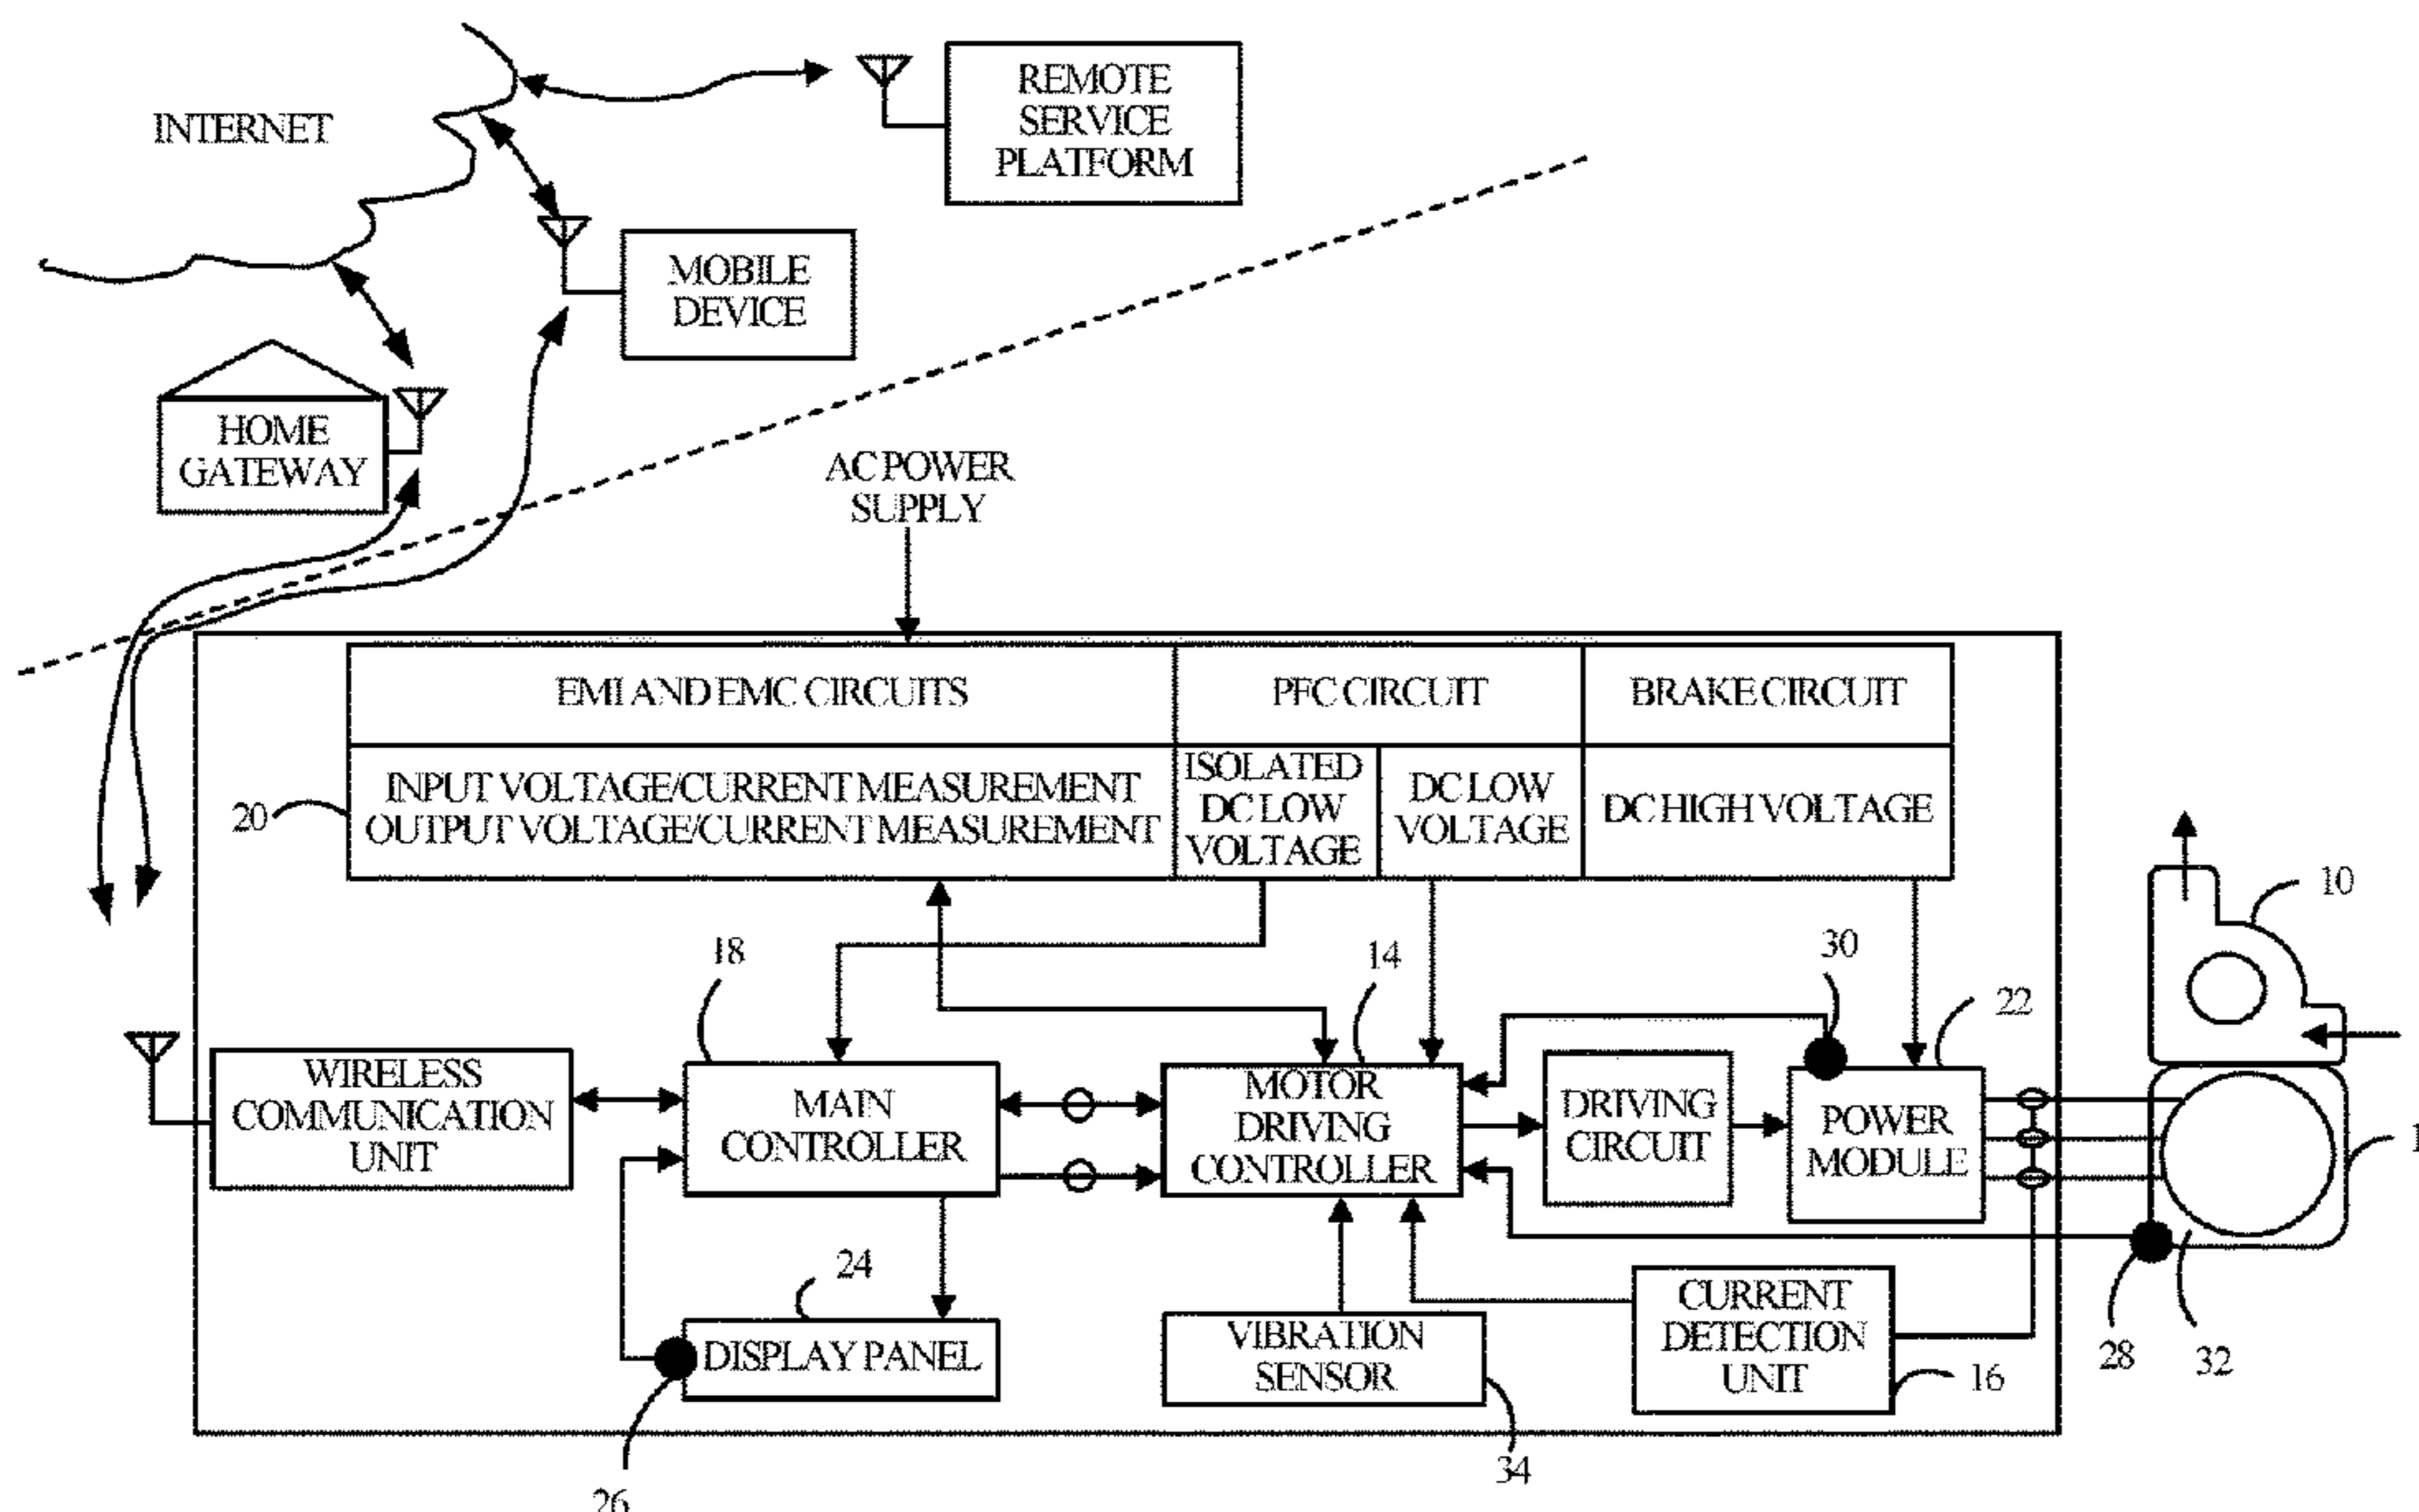 INTERNET
REMOTE
SERVICE
PLATFORM
MOBILE
DEVICE
HOME
GATEWAY
AC POWER
SUPPLY
EMI AND EMC CIRCUITS
PFC CIRCUIT
BRAKE CIRCUIT
20
INPUT VOLTAGE/CURRENT MEASUREMENT
OUTPUT VOLTAGE/CURRENT MEASUREMENT
ISOLATED
DC LOW
VOLTAGE
DC LOW
VOLTAGE
DC HIGH VOLTAGE
10
18
14
30
22
WIRELESS
COMMUNICATION
UNIT
MAIN
CONTROLLER
MOTOR
DRIVING
CONTROLLER
DRIVING
CIRCUIT
POWER
MODULE
24
DISPLAY PANEL
VIBRATION
SENSOR
CURRENT
DETECTION
UNIT
16
28
32
34
26